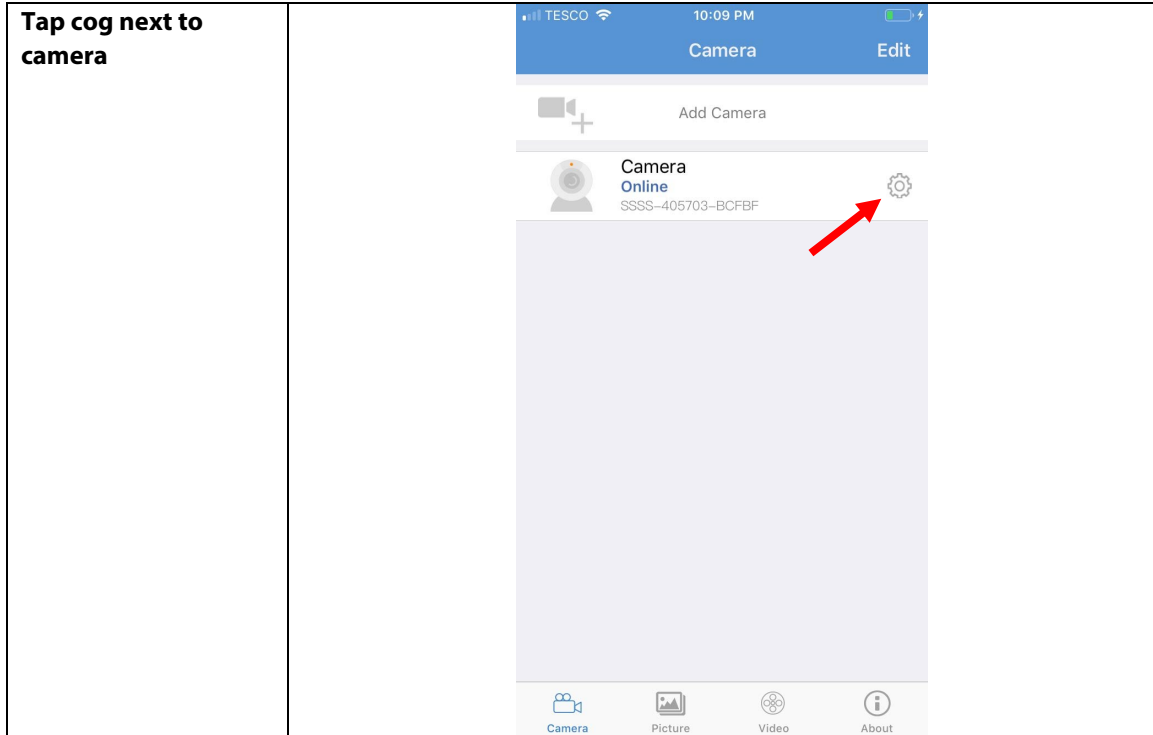 Tap cog next to
camera
TESCO 10:09 PM
Camera Edit
Add Camera
Camera
Online
SSSS-405703-BCFBF
Camera Picture Video About